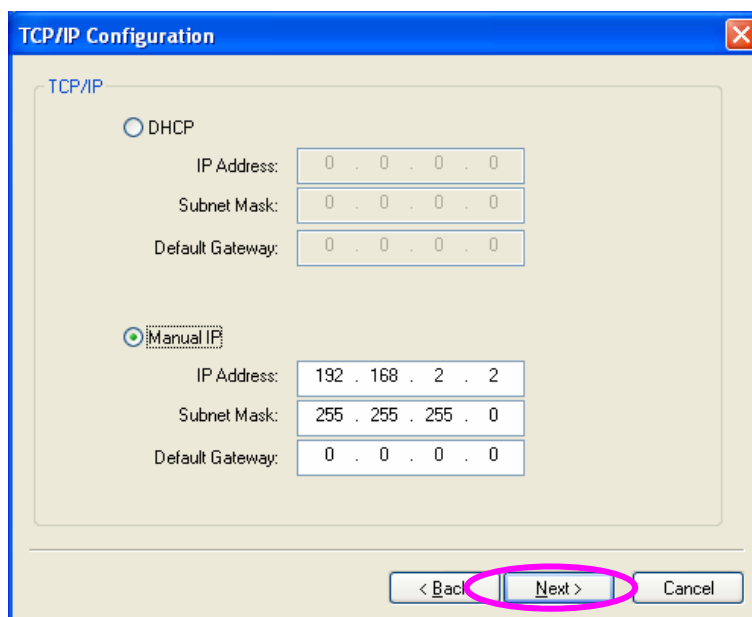 TCP/IP Configuration
TCP/IP
DHCP
IP Address: 0 . 0 . 0 . 0
Subnet Mask: 0 . 0 . 0 . 0
Default Gateway: 0 . 0 . 0 . 0
Manual IP
IP Address: 192 . 168 . 2 . 2
Subnet Mask: 255 . 255 . 255 . 0
Default Gateway: 0 . 0 . 0 . 0
< Back Next > Cancel